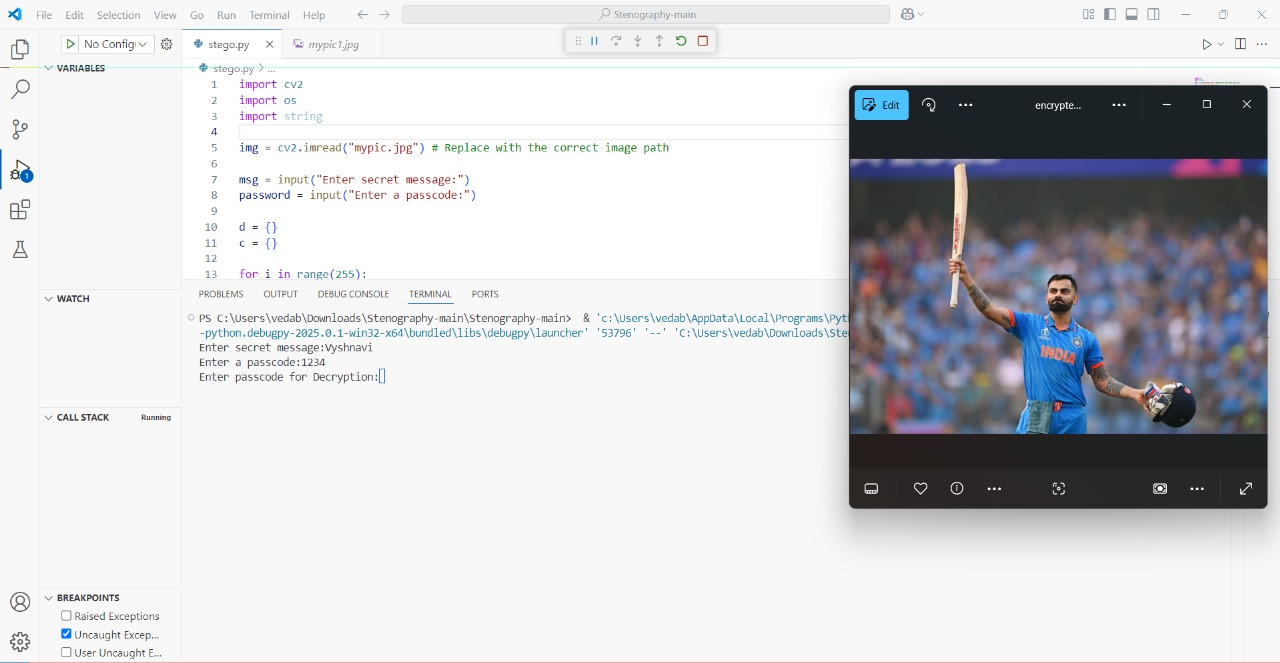 File Edit Selection View Go Run Terminal Help
Stenography-main
No Config
stego.py
mypic1.jpg
VARIABLES
stego.py > ...
1 import cv2
2 import os
3 import string
4
5 img = cv2.imread("mypic.jpg") # Replace with the correct image path
6
7 msg = input("Enter secret message:")
8 password = input("Enter a passcode:")
9
10 d = {}
11 c = {}
12
13 for i in range(255):
WATCH
CALL STACK Running
BREAKPOINTS
Raised Exceptions
Uncaught Excep...
User Uncaught E...
1
PROBLEMS OUTPUT DEBUG CONSOLE TERMINAL PORTS
PS C:\Users\vedab\Downloads\Stenography-main\Stenography-main> & 'c:\Users\vedab\AppData\Local\Programs\Pyth
-python.debugpy-2025.0.1-win32-x64\bundled\libs\debugpy\launcher' '53796' '--' 'C:\Users\vedab\Downloads\Ste
Enter secret message:Vyshnavi
Enter a passcode:1234
Enter passcode for Decryption:
Edit
encrypte...
INDIA